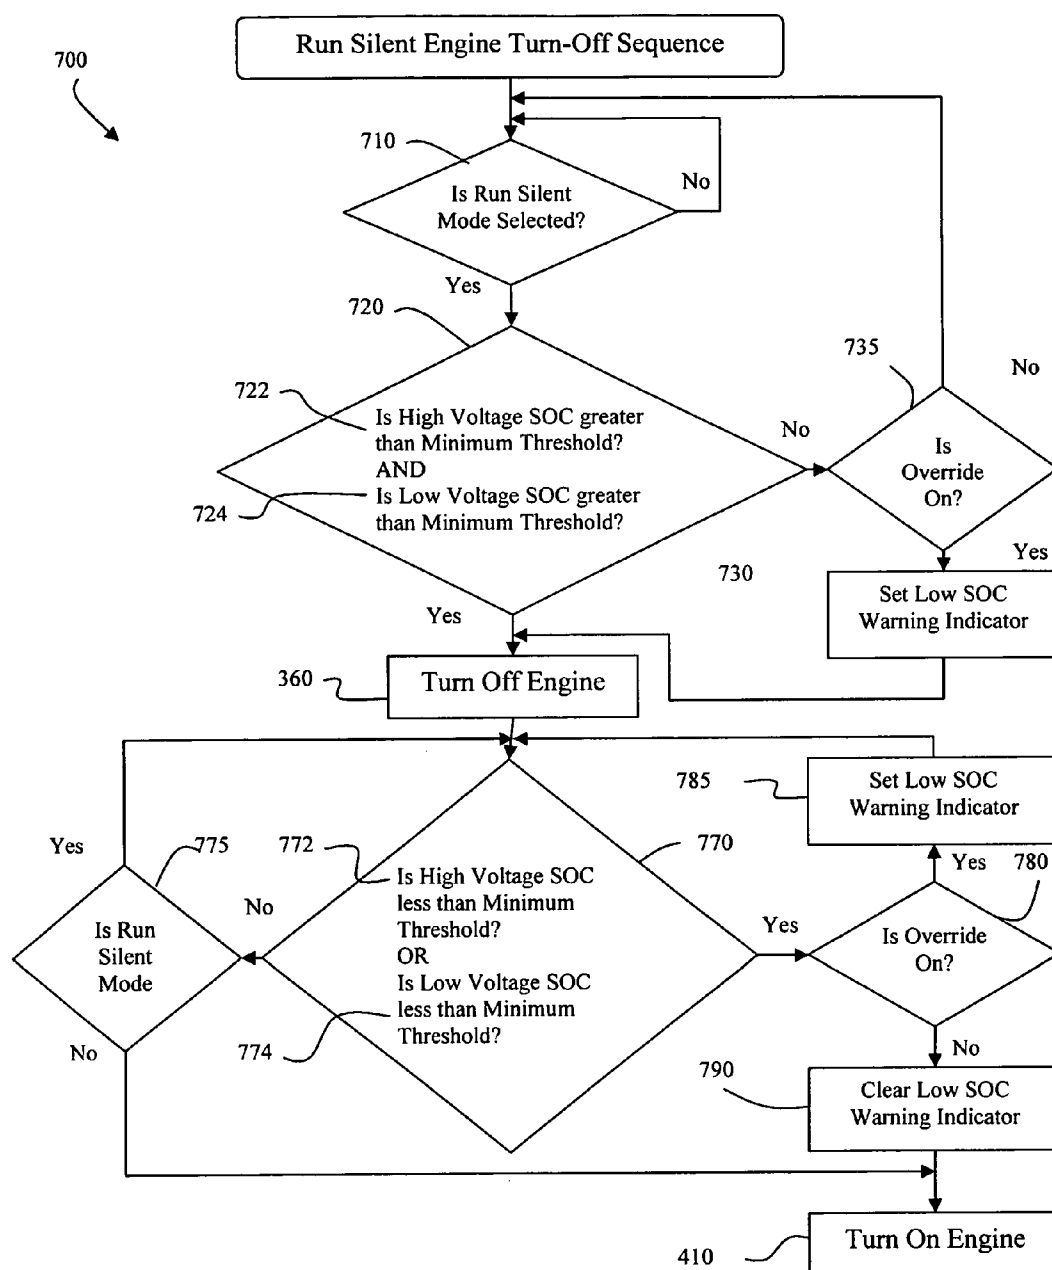 Run Silent Engine Turn-Off Sequence
700
710
Is Run Silent
Mode Selected?
No
Yes
720
735
No
722
Is High Voltage SOC greater
than Minimum Threshold?
AND
724
Is Low Voltage SOC greater
than Minimum Threshold?
No
Is
Override
On?
Yes
730
Yes
Set Low SOC
Warning Indicator
360
Turn Off Engine
785
Set Low SOC
Warning Indicator
Yes
775
772
770
Yes
780
Is Run
Silent
Mode
No
Is High Voltage SOC
less than Minimum
Threshold?
OR
Is Low Voltage SOC
less than Minimum
Threshold?
Yes
Is Override
On?
No
774
No
790
Clear Low SOC
Warning Indicator
410
Turn On Engine